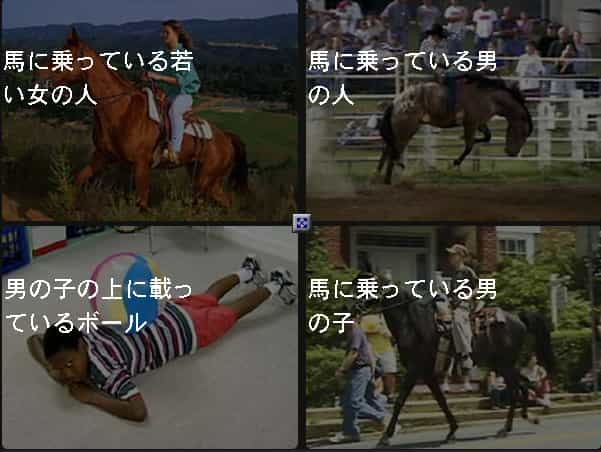 馬に乗っている若
い女の人
馬に乗っている男
の人
男の子の上に載っ
ているボール
馬に乗っている男
の子